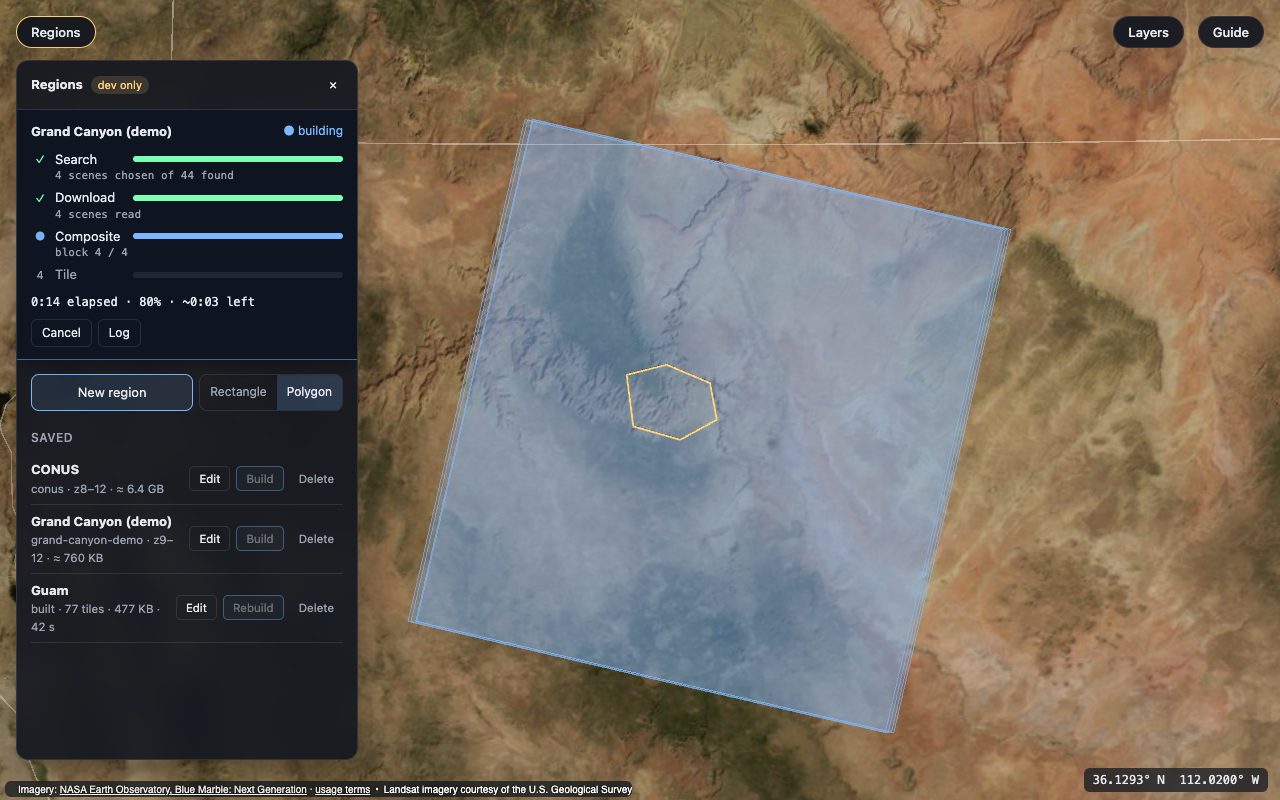 Regions
Layers
Guide
Regions dev only ×
Grand Canyon (demo) building
✓ Search
4 scenes chosen of 44 found
✓ Download
4 scenes read
Composite
block 4 / 4
4 Tile
0:14 elapsed · 80% · ~0:03 left
Cancel
Log
New region
Rectangle
Polygon
SAVED
CONUS
conus · z8–12 · ≈ 6.4 GB
Edit
Build
Delete
Grand Canyon (demo)
grand-canyon-demo · z9–
12 · ≈ 760 KB
Edit
Build
Delete
Guam
built · 77 tiles · 477 KB ·
42 s
Edit
Rebuild
Delete
Imagery: NASA Earth Observatory, Blue Marble: Next Generation · usage terms • Landsat imagery courtesy of the U.S. Geological Survey
36.1293° N 112.0200° W